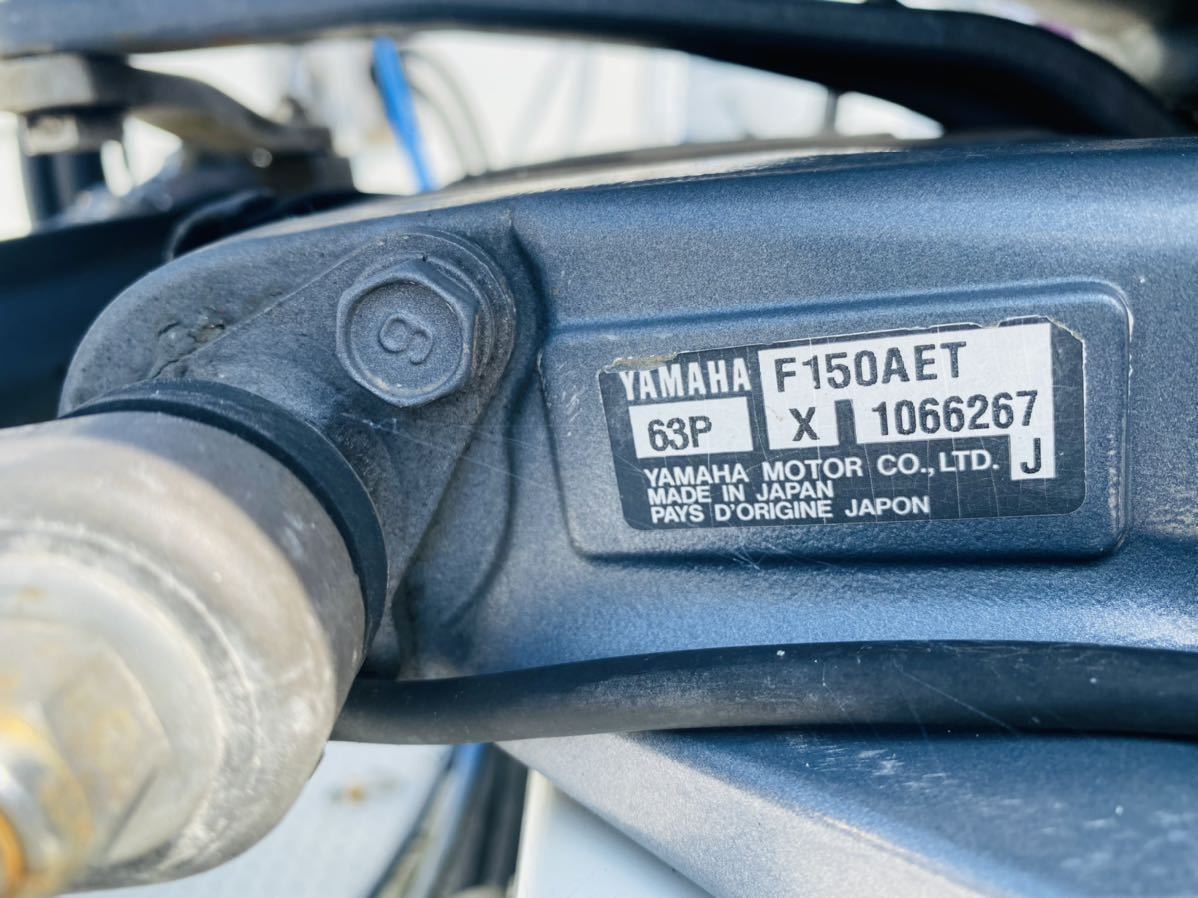 YAMAHA F150AET
63P X 1066267
J
YAMAHA MOTOR CO., LTD.
MADE IN JAPAN
PAYS D'ORIGINE JAPON